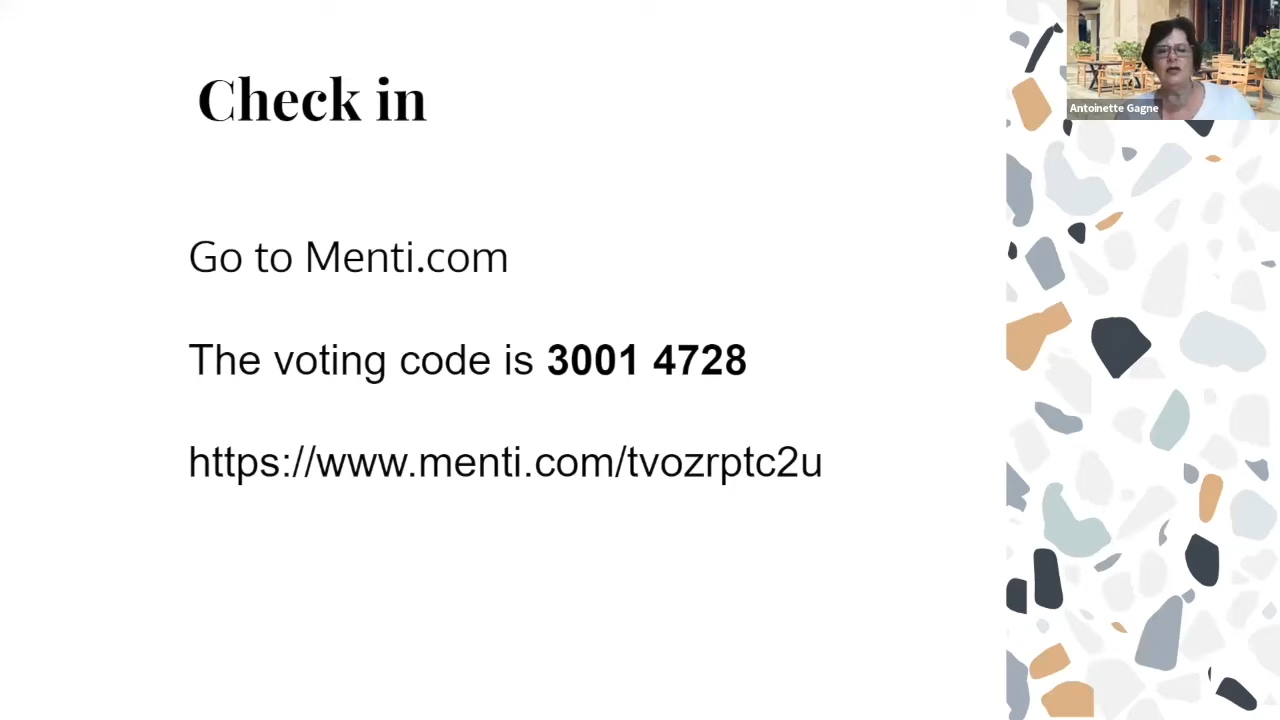 Check in
Go to Menti.com
The voting code is 3001 4728
https://www.menti.com/tvozrptc2u
Antoinette Gagne